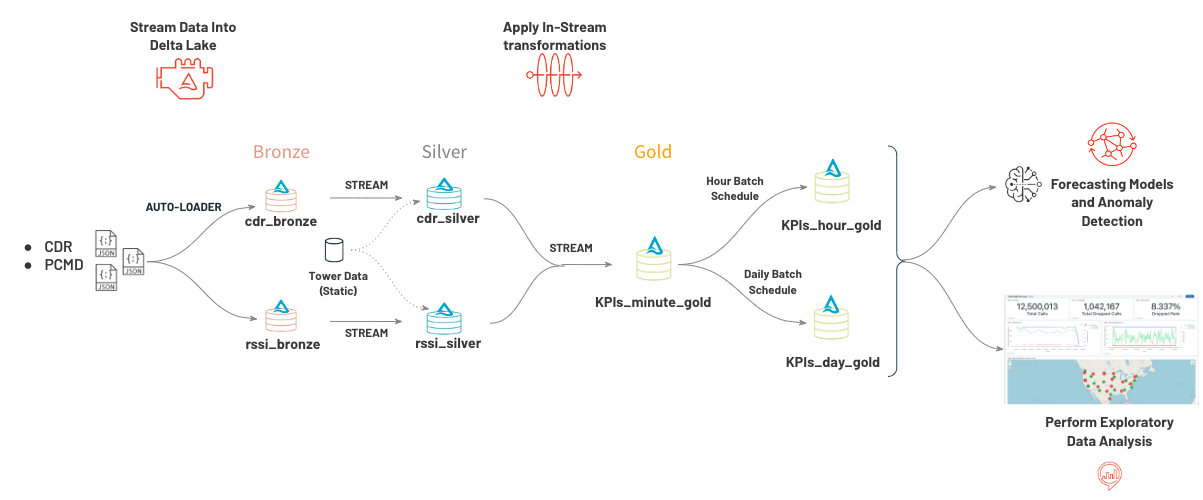 Stream Data Into
Delta Lake
Apply In-Stream
transformations
Bronze
Silver
Gold
AUTO-LOADER
STREAM
cdr_bronze
cdr_silver
CDR
PCMD
{;}
JSON
{;}
JSON
{;}
JSON
Tower Data
(Static)
STREAM
rssi_bronze
STREAM
rssi_silver
KPIs_minute_gold
Hour Batch
Schedule
KPIs_hour_gold
Daily Batch
Schedule
KPIs_day_gold
Forecasting Models
and Anomaly
Detection
12,500,013
Total Calls
1,042,167
Total Dropped Calls
8.337%
Dropped Rate
Perform Exploratory
Data Analysis